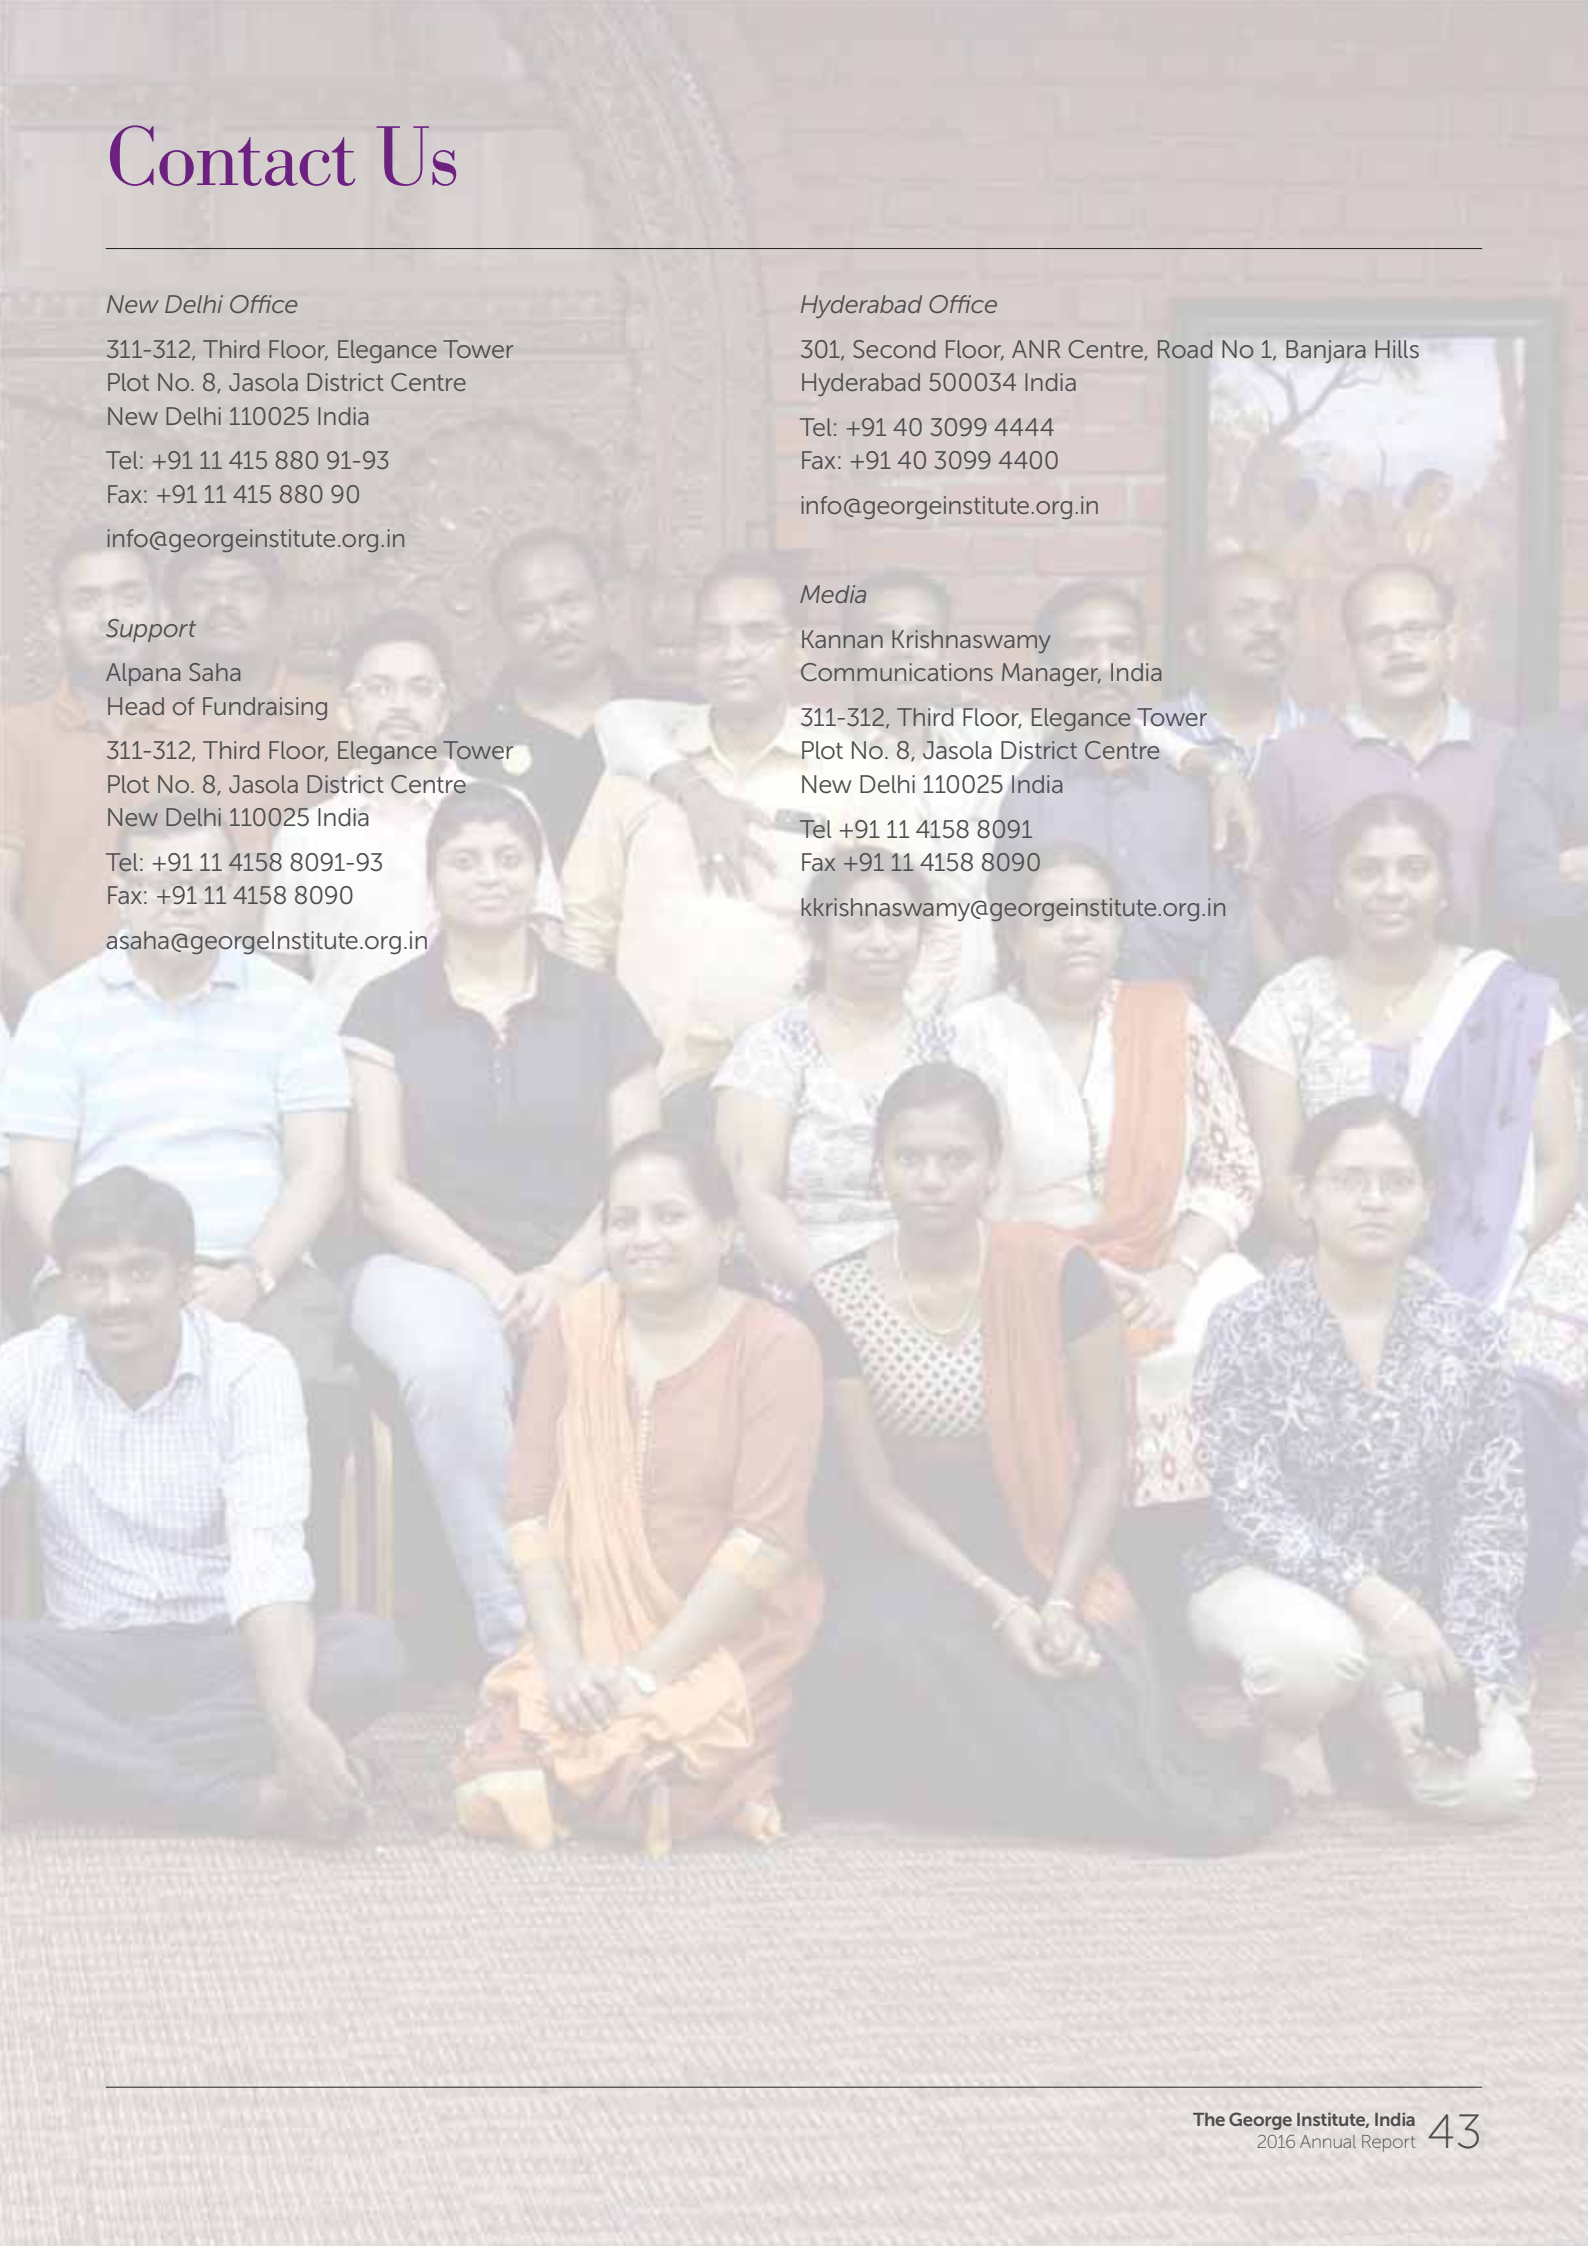 Contact Us
New Delhi Office
311-312, Third Floor, Elegance Tower
Plot No. 8, Jasola District Centre
New Delhi 110025 India
Tel: +91 11 415 880 91-93
Fax: +91 11 415 880 90
info@georgeinstitute.org.in
Support
Alpana Saha
Head of Fundraising
311-312, Third Floor, Elegance Tower
Plot No. 8, Jasola District Centre
New Delhi 110025 India
Tel: +91 11 4158 8091-93
Fax: +91 11 4158 8090
asaha@georgeInstitute.org.in
Hyderabad Office
301, Second Floor, ANR Centre, Road No 1, Banjara Hills
Hyderabad 500034 India
Tel: +91 40 3099 4444
Fax: +91 40 3099 4400
info@georgeinstitute.org.in
Media
Kannan Krishnaswamy
Communications Manager, India
311-312, Third Floor, Elegance Tower
Plot No. 8, Jasola District Centre
New Delhi 110025 India
Tel +91 11 4158 8091
Fax +91 11 4158 8090
kkrishnaswamy@georgeinstitute.org.in
The George Institute, India
2016 Annual Report 43